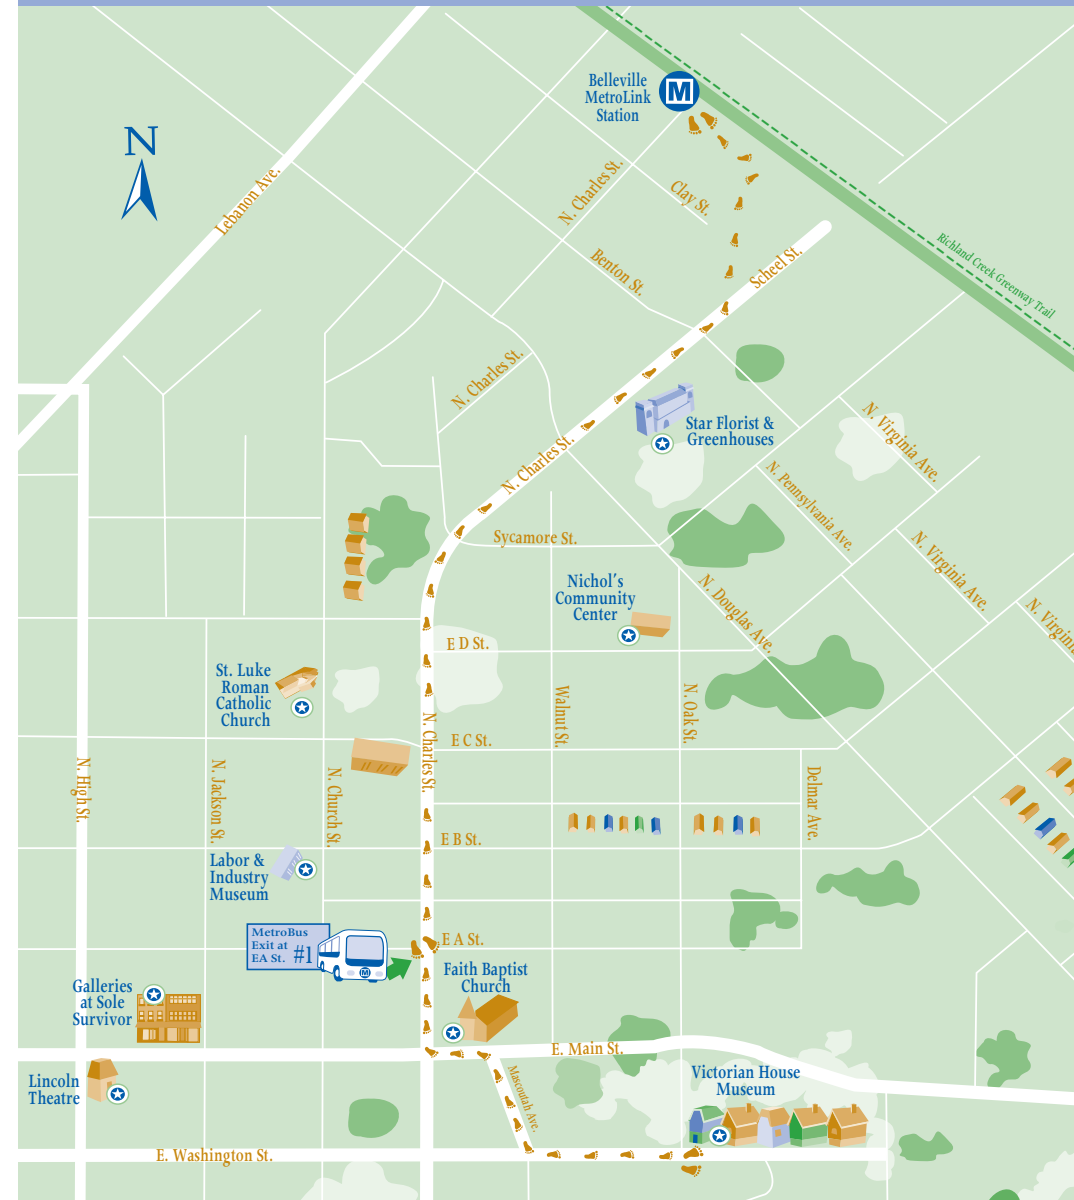 Belleville
MetroLink
Station
M
N
Lebanon Ave.
N. Charles St.
Clay St.
Benton St.
Scheel St.
Richland Creek Greenway Trail
N. Charles St.
Star Florist &
Greenhouses
N. Virginia Ave.
N. Charles St.
N. Pennsylvania Ave.
Sycamore St.
N. Virginia Ave.
Nichol's
Community
Center
N. Douglas Ave.
N. Virginia
E D St.
St. Luke
Roman
Catholic
Church
Walnut St.
N. Oak St.
N. Charles St.
E C St.
N. High St.
N. Jackson St.
N. Church St.
Delmar Ave.
E B St.
Labor &
Industry
Museum
MetroBus
Exit at
EA St. #1
M
E A St.
Faith Baptist
Church
Galleries
at Sole
Survivor
E. Main St.
Lincoln
Theatre
Mascoutah Ave.
Victorian House
Museum
E. Washington St.